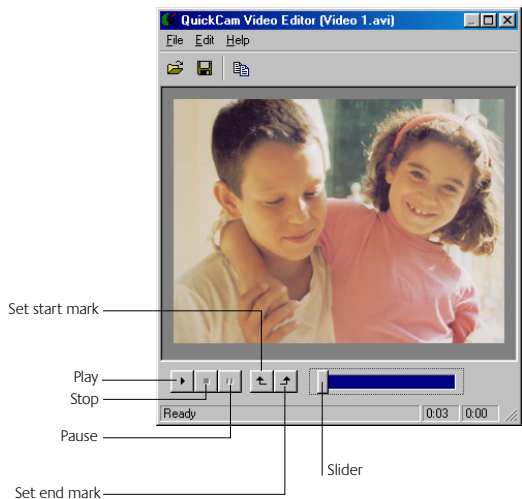 QuickCam Video Editor (Video 1.avi)
File Edit Help
Set start mark
Play
Stop
Ready 0:03 0:00
Pause
Slider
Set end mark